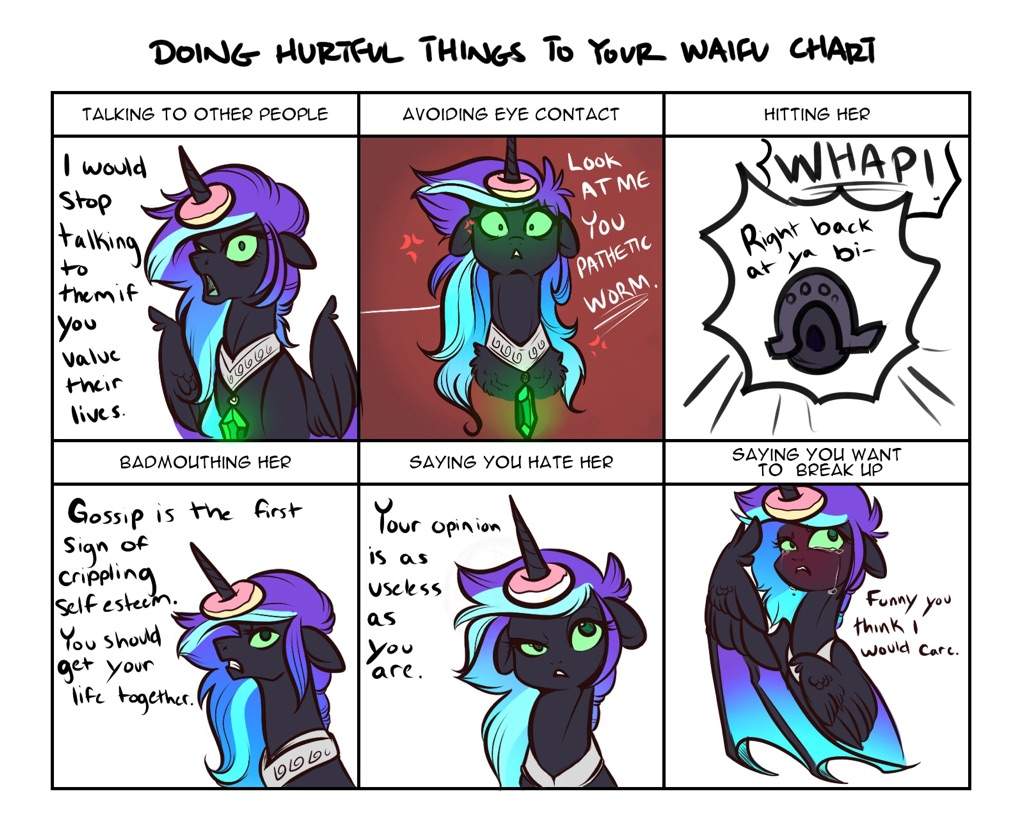 DOING HURTFUL THINGS TO YOUR WAIFU CHART
TALKING TO OTHER PEOPLE
I would
stop
talking
to
them if
you
value
their
lives.
AVOIDING EYE CONTACT
LOOK
AT ME
YOU
PATHETIC
WORM.
HITTING HER
WHAP!
Right back
at ya bi-
BADMOUTHING HER
Gossip is the first
sign of
crippling
self esteem.
You should
get your
life together.
SAYING YOU HATE HER
Your opinion
is as
useless
as
you
are.
SAYING YOU WANT
TO BREAK UP
Funny you
think I
would care.